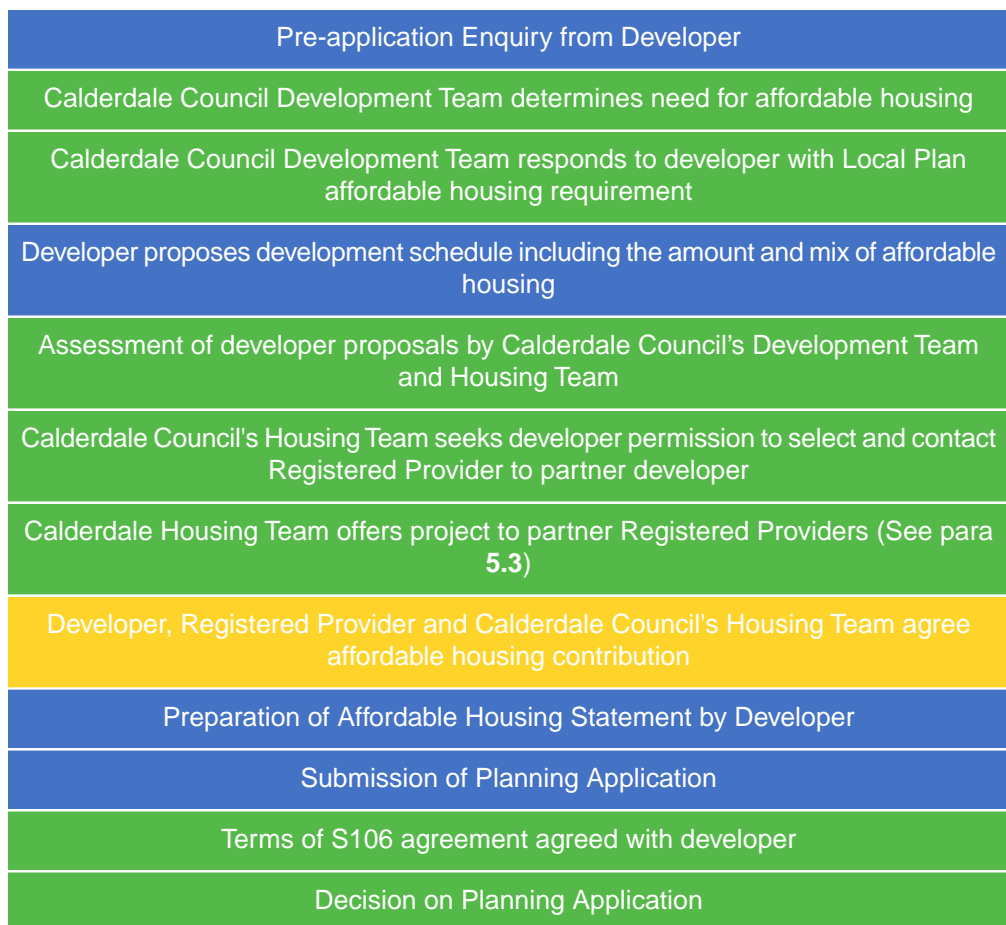 Pre-application Enquiry from Developer
Calderdale Council Development Team determines need for affordable housing
Calderdale Council Development Team responds to developer with Local Plan
affordable housing requirement
Developer proposes development schedule including the amount and mix of affordable
housing
Assessment of developer proposals by Calderdale Council’s Development Team
and Housing Team
Calderdale Council's Housing Team seeks developer permission to select and contact
Registered Provider to partner developer
Calderdale Housing Team offers project to partner Registered Providers (See para
5.3)
Developer, Registered Provider and Calderdale Council's Housing Team agree
affordable housing contribution
Preparation of Affordable Housing Statement by Developer
Submission of Planning Application
Terms of S106 agreement agreed with developer
Decision on Planning Application